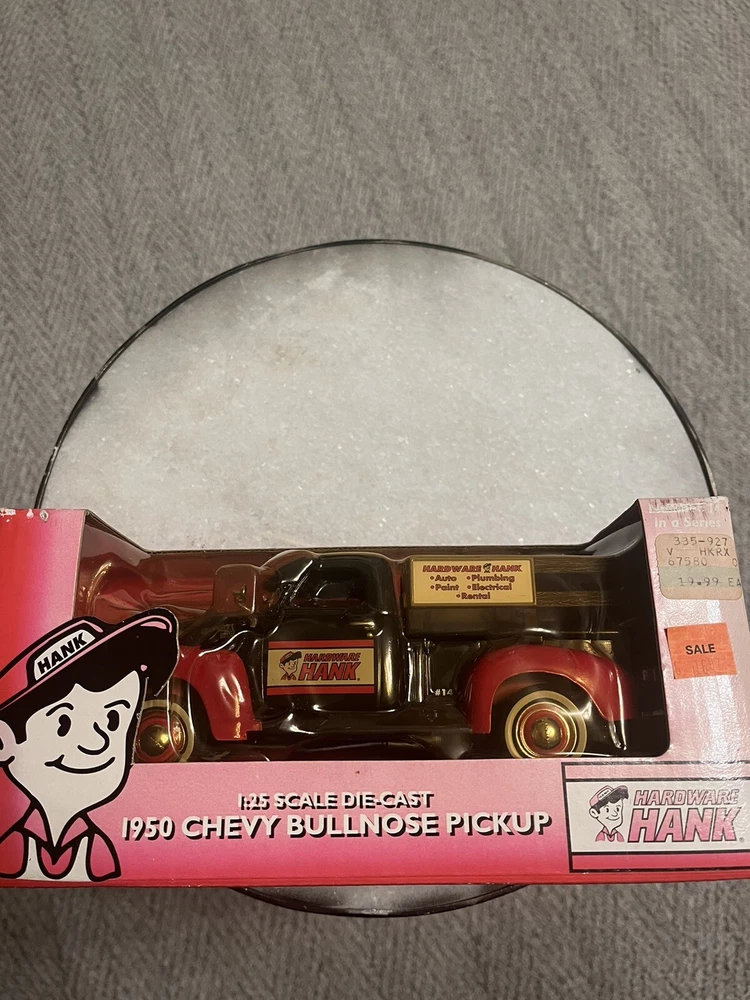 in a Series
335-927
V HKRX
67580 0
19.99 EA
SALE
HARDWARE HANK
•Auto •Plumbing
•Paint •Electrical
•Rental
HANK
HARDWARE
HANK
#14
1:25 SCALE DIE-CAST
1950 CHEVY BULLNOSE PICKUP
HARDWARE
HANK®